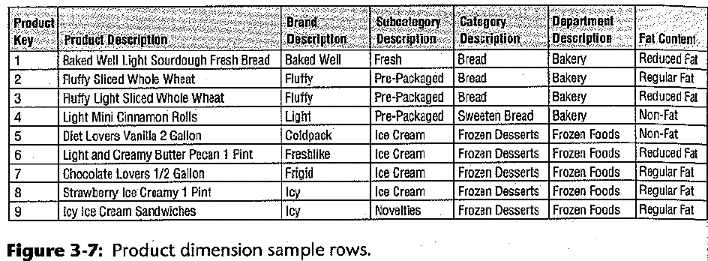 Product Key Product Description Brand Description Subcategory Description Category Description Department Description Fat Content
1 Baked Well Light Sourdough Fresh Bread Baked Well Fresh Bread Bakery Reduced Fat
2 Fluffy Sliced Whole Wheat Fluffy Pre-Packaged Bread Bakery Regular Fat
3 Fluffy Light Sliced Whole Wheat Fluffy Pre-Packaged Bread Bakery Reduced Fat
4 Light Mini Cinnamon Rolls Light Pre-Packaged Sweeten Bread Bakery Non-Fat
5 Diet Lovers Vanilla 2 Gallon Coldpack Ice Cream Frozen Desserts Frozen Foods Non-Fat
6 Light and Creamy Butter Pecan 1 Pint Freshlike Ice Cream Frozen Desserts Frozen Foods Reduced Fat
7 Chocolate Lovers 1/2 Gallon Frigid Ice Cream Frozen Desserts Frozen Foods Regular Fat
8 Strawberry Ice Creamy 1 Pint Icy Ice Cream Frozen Desserts Frozen Foods Regular Fat
9 Icy Ice Cream Sandwiches Icy Novelties Frozen Desserts Frozen Foods Regular Fat
Figure 3-7: Product dimension sample rows.